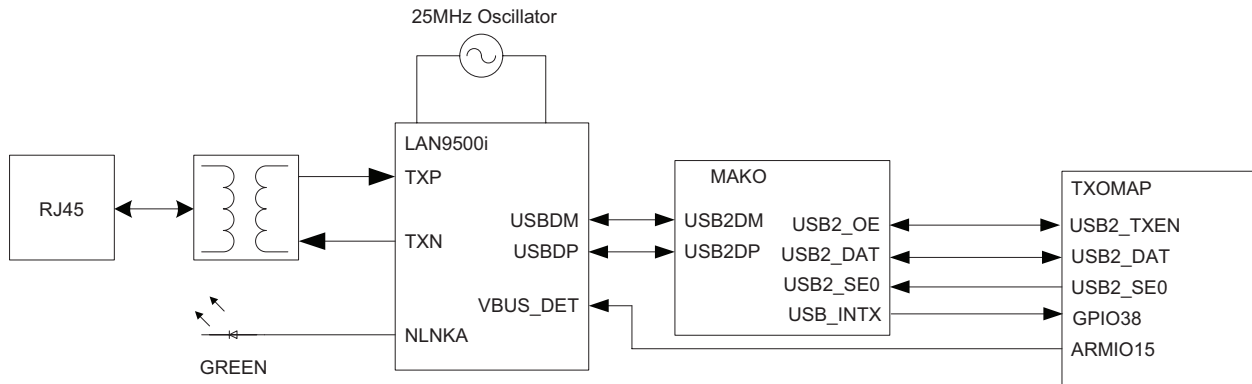 25MHz Oscillator
LAN9500i
TXP
TXN
USBDM
USBDP
VBUS_DET
NLNKA
RJ45
GREEN
MAKO
USB2DM
USB2DP
USB2_OE
USB2_DAT
USB2_SE0
USB_INTX
TXOMAP
USB2_TXEN
USB2_DAT
USB2_SE0
GPIO38
ARMIO15